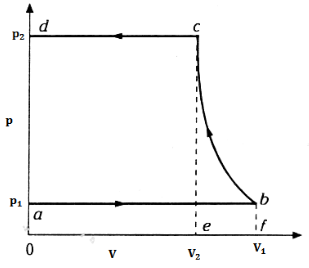 p₂ d c
p
p₁ a b
e f
0 v v₂ v₁